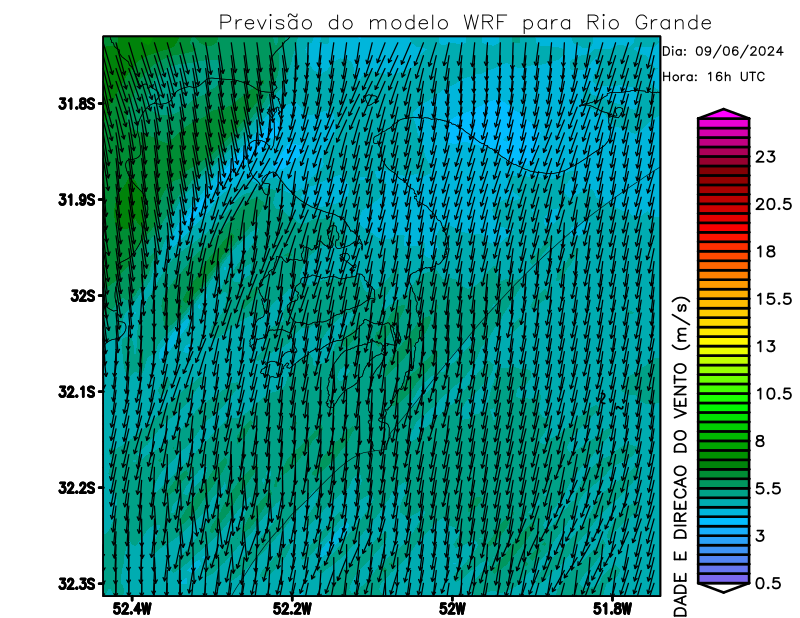 Previsão do modelo WRF para Rio Grande
Dia: 09/06/2024
Hora: 16h UTC
31.8S
31.9S
32S
32.1S
32.2S
32.3S
52.4W
52.2W
52W
51.8W
23
20.5
18
15.5
13
10.5
8
5.5
3
0.5
DADE E DIRECAO DO VENTO (m/s)